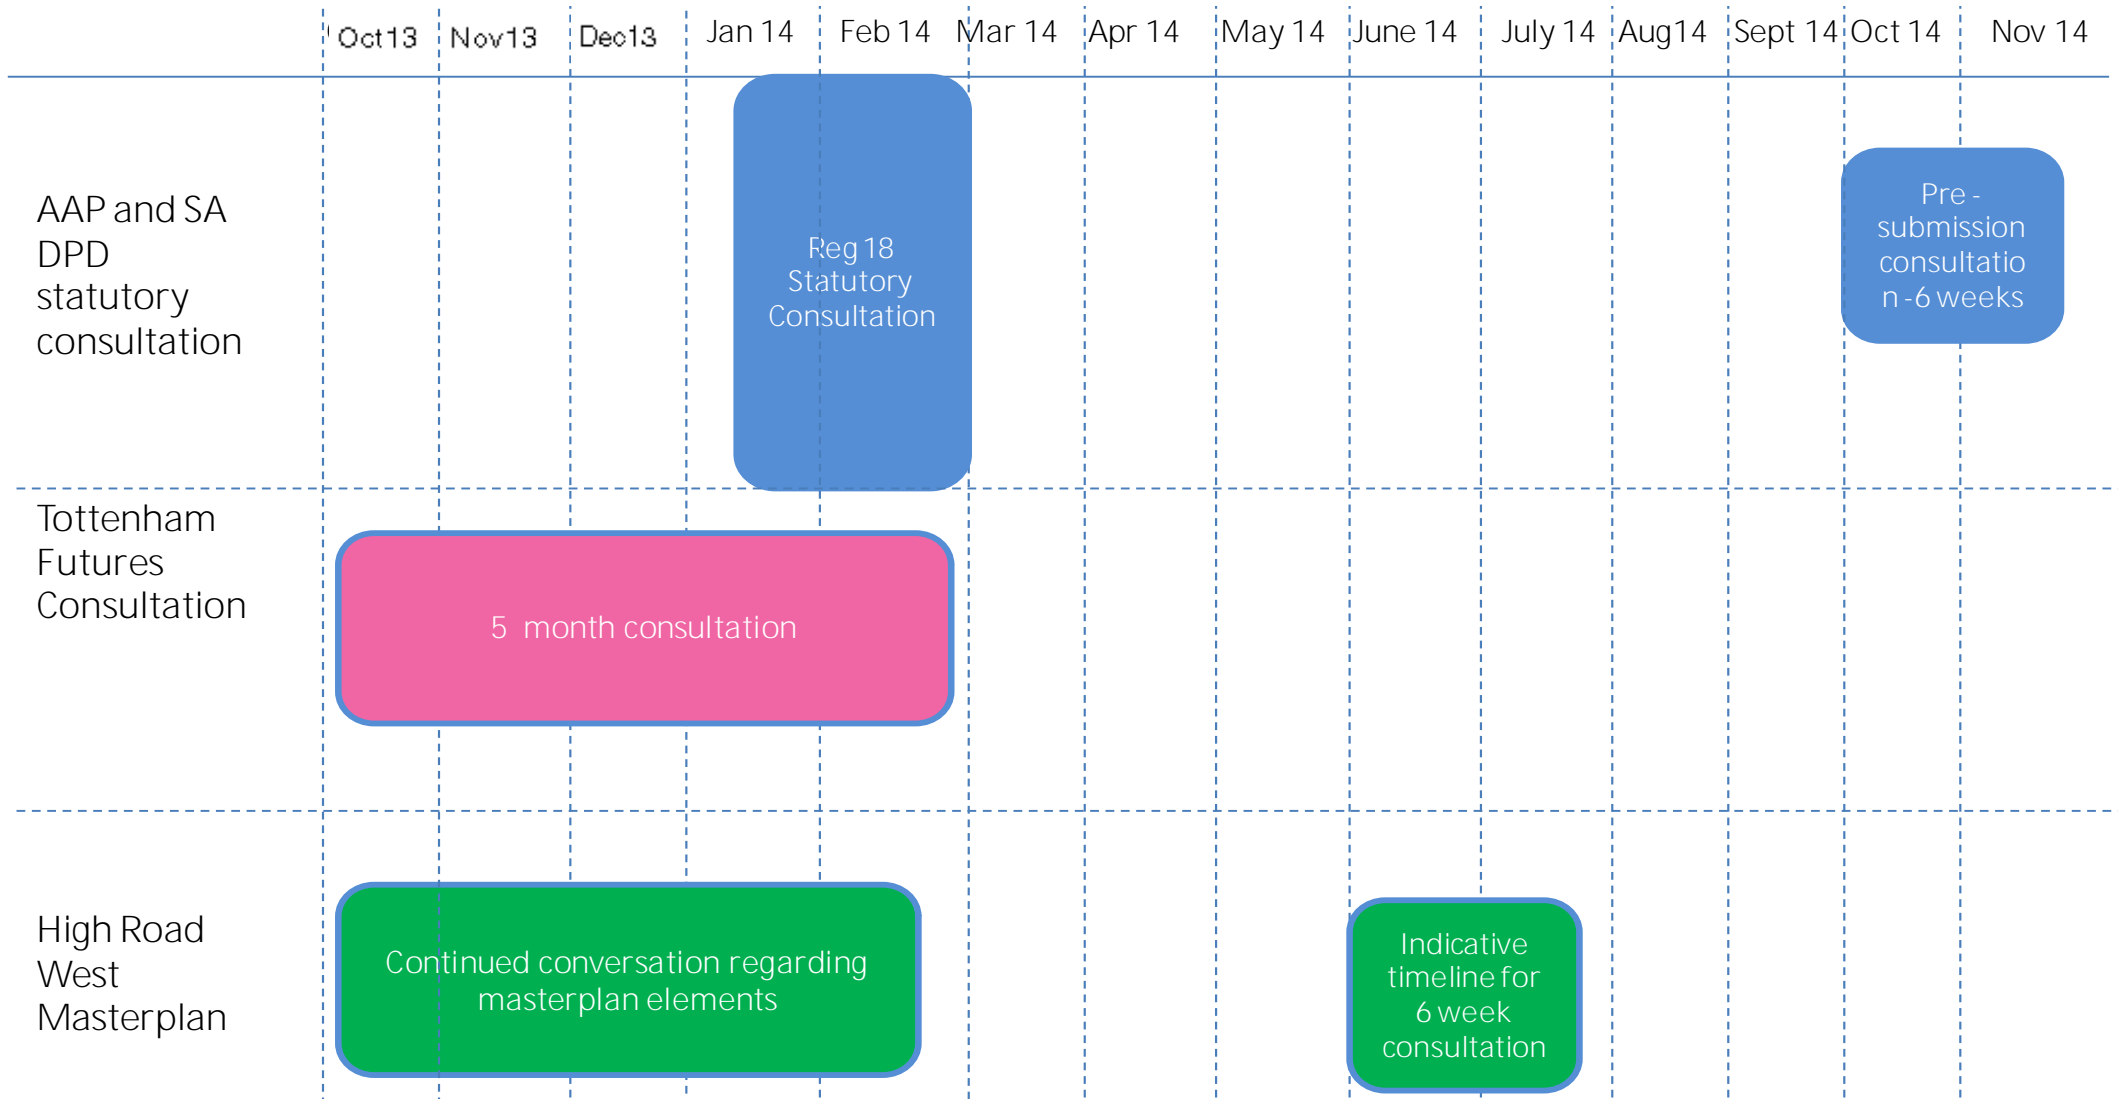 Oct13 Nov13 Dec13 Jan 14 Feb 14 Mar 14 Apr 14 May 14 June 14 July 14 Aug14 Sept 14 Oct 14 Nov 14
AAP and SA
DPD
statutory
consultation
Reg 18
Statutory
Consultation
Pre -
submission
consultatio
n -6 weeks
Tottenham
Futures
Consultation
5 month consultation
High Road
West
Masterplan
Continued conversation regarding
masterplan elements
Indicative
timeline for
6 week
consultation